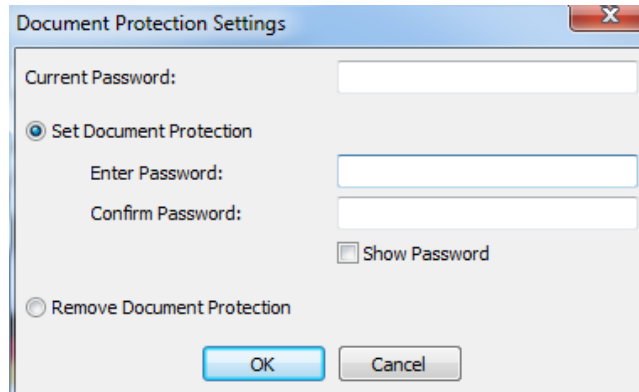 Document Protection Settings
Current Password:
Set Document Protection
Enter Password:
Confirm Password:
Show Password
Remove Document Protection
OK Cancel